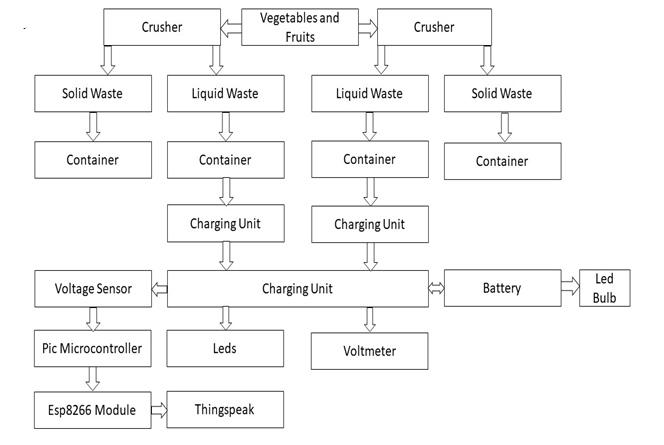 Crusher
Vegetables and
Fruits
Crusher
Solid Waste
Liquid Waste
Liquid Waste
Solid Waste
Container
Container
Container
Container
Charging Unit
Charging Unit
Voltage Sensor
Charging Unit
Battery
Led
Bulb
Pic Microcontroller
Leds
Voltmeter
Esp8266 Module
Thingspeak